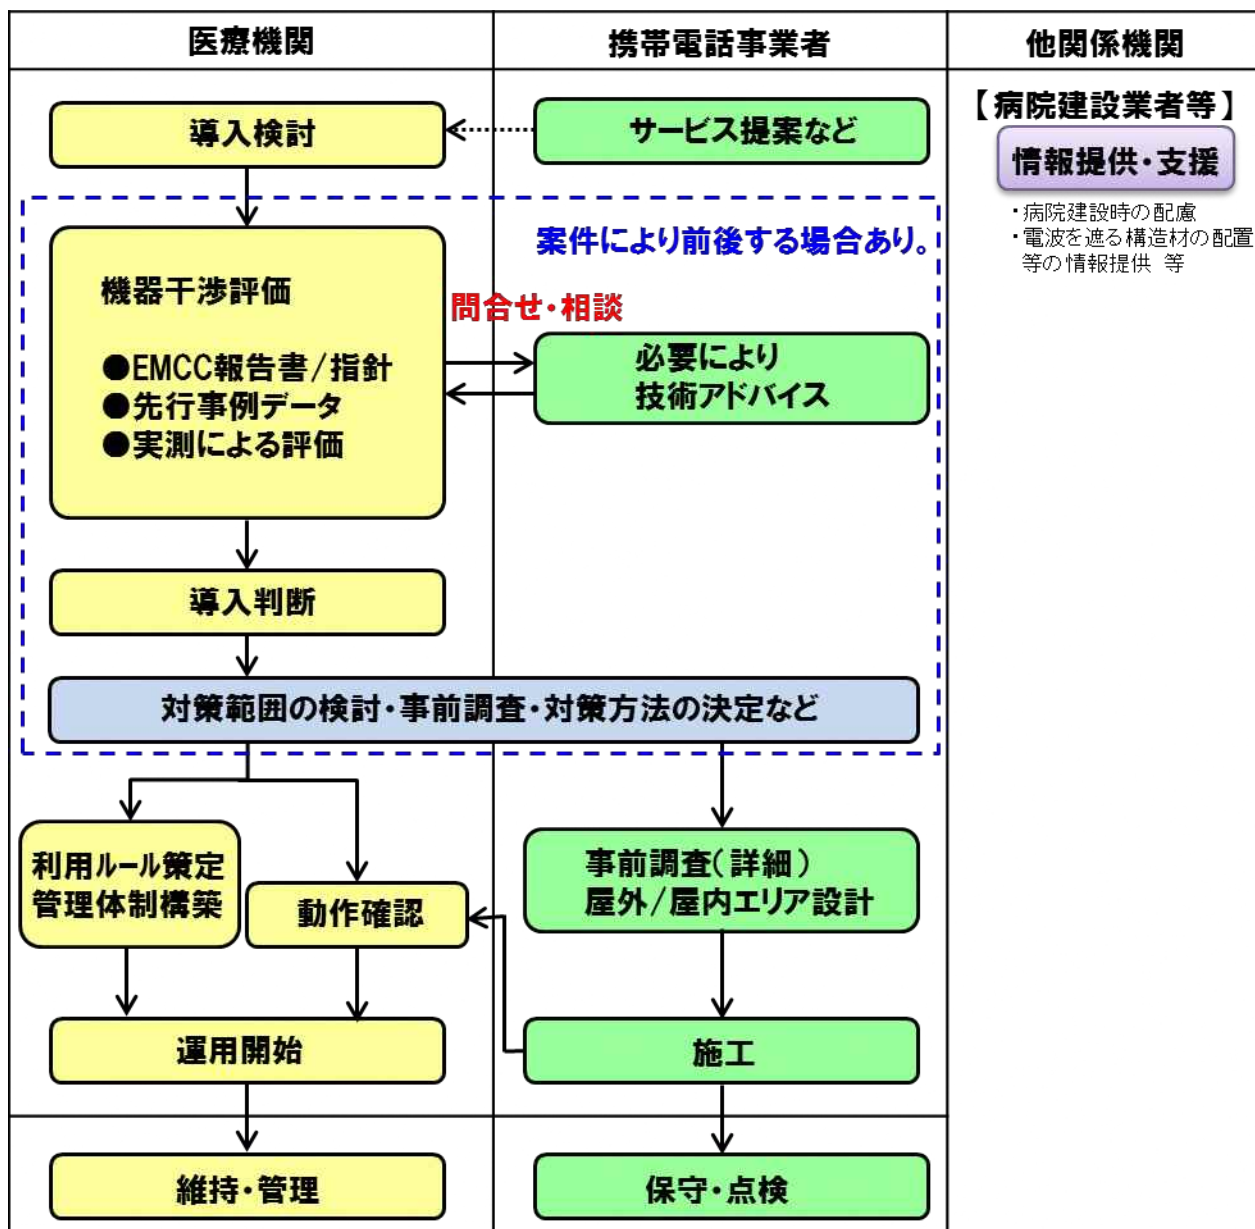 医療機関
携帯電話事業者
他関係機関
導入検討
サービス提案など
【病院建設業者等】
情報提供・支援
・病院建設時の配慮
・電波を遮る構造材の配置
等の情報提供 等
案件により前後する場合あり。
機器干渉評価
●EMCC報告書/指針
●先行事例データ
●実測による評価
問合せ・相談
必要により
技術アドバイス
導入判断
対策範囲の検討・事前調査・対策方法の決定など
利用ルール策定
管理体制構築
動作確認
事前調査(詳細)
屋外/屋内エリア設計
運用開始
施工
維持・管理
保守・点検